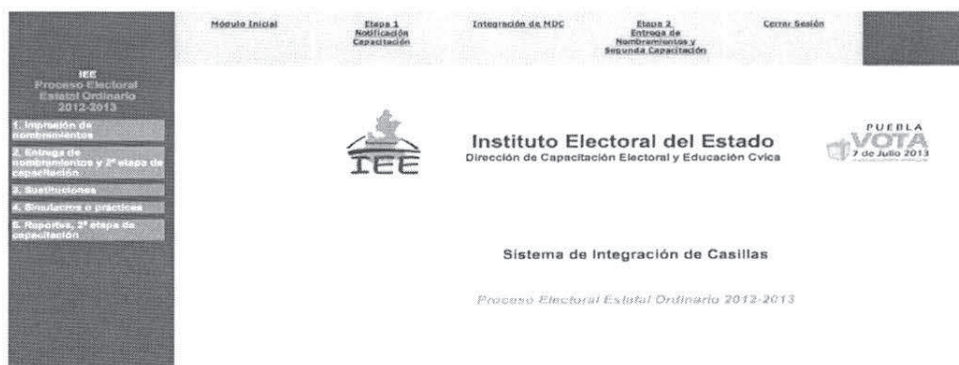 Módulo Inicial
Etapa 1
Notificación
Capacitación
Integración de MDC
Etapa 2
Entrega de
Nombramientos y
Segunda Capacitación
Cerrar Sesión
IEE
Proceso Electoral
Estatal Ordinario
2012-2013
1. Impresión de
nombramientos
2. Entrega de
nombramientos y 2ª etapa de
capacitación
3. Sustituciones
4. Simulacros o prácticas
5. Reportes, 2ª etapa de
capacitación
IEE
Instituto Electoral del Estado
Dirección de Capacitación Electoral y Educación Cvica
PUEBLA
VOTA
7 de Julio 2013
Sistema de Integración de Casillas
Proceso Electoral Estatal Ordinario 2012-2013